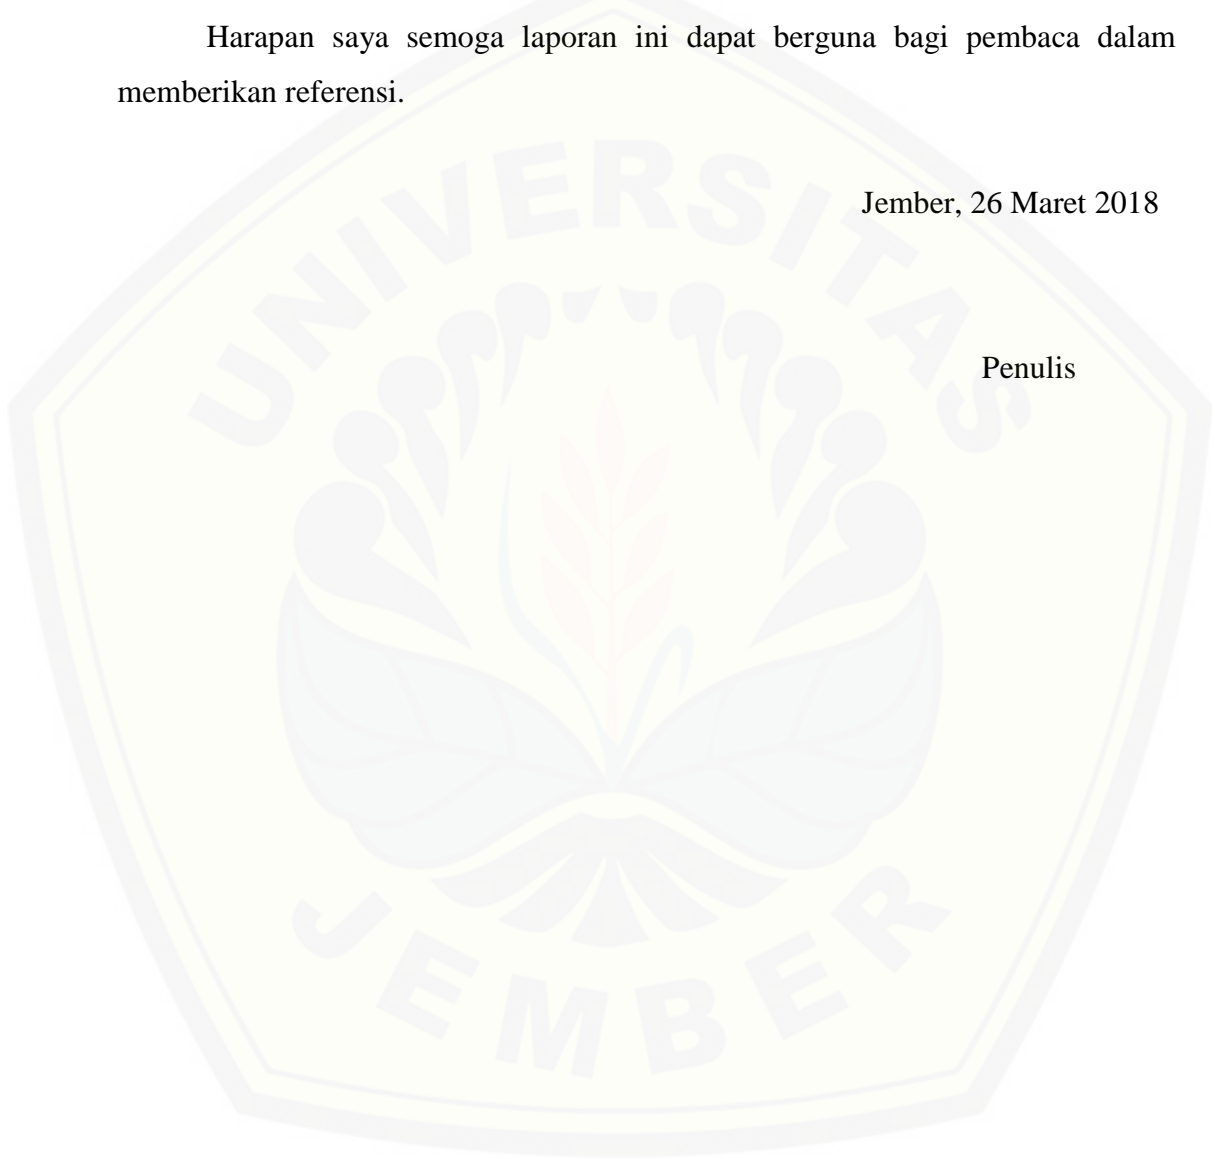 Harapan saya semoga laporan ini dapat berguna bagi pembaca dalam
memberikan referensi.
Jember, 26 Maret 2018
Penulis
UNIVERSITAS
JEMBER